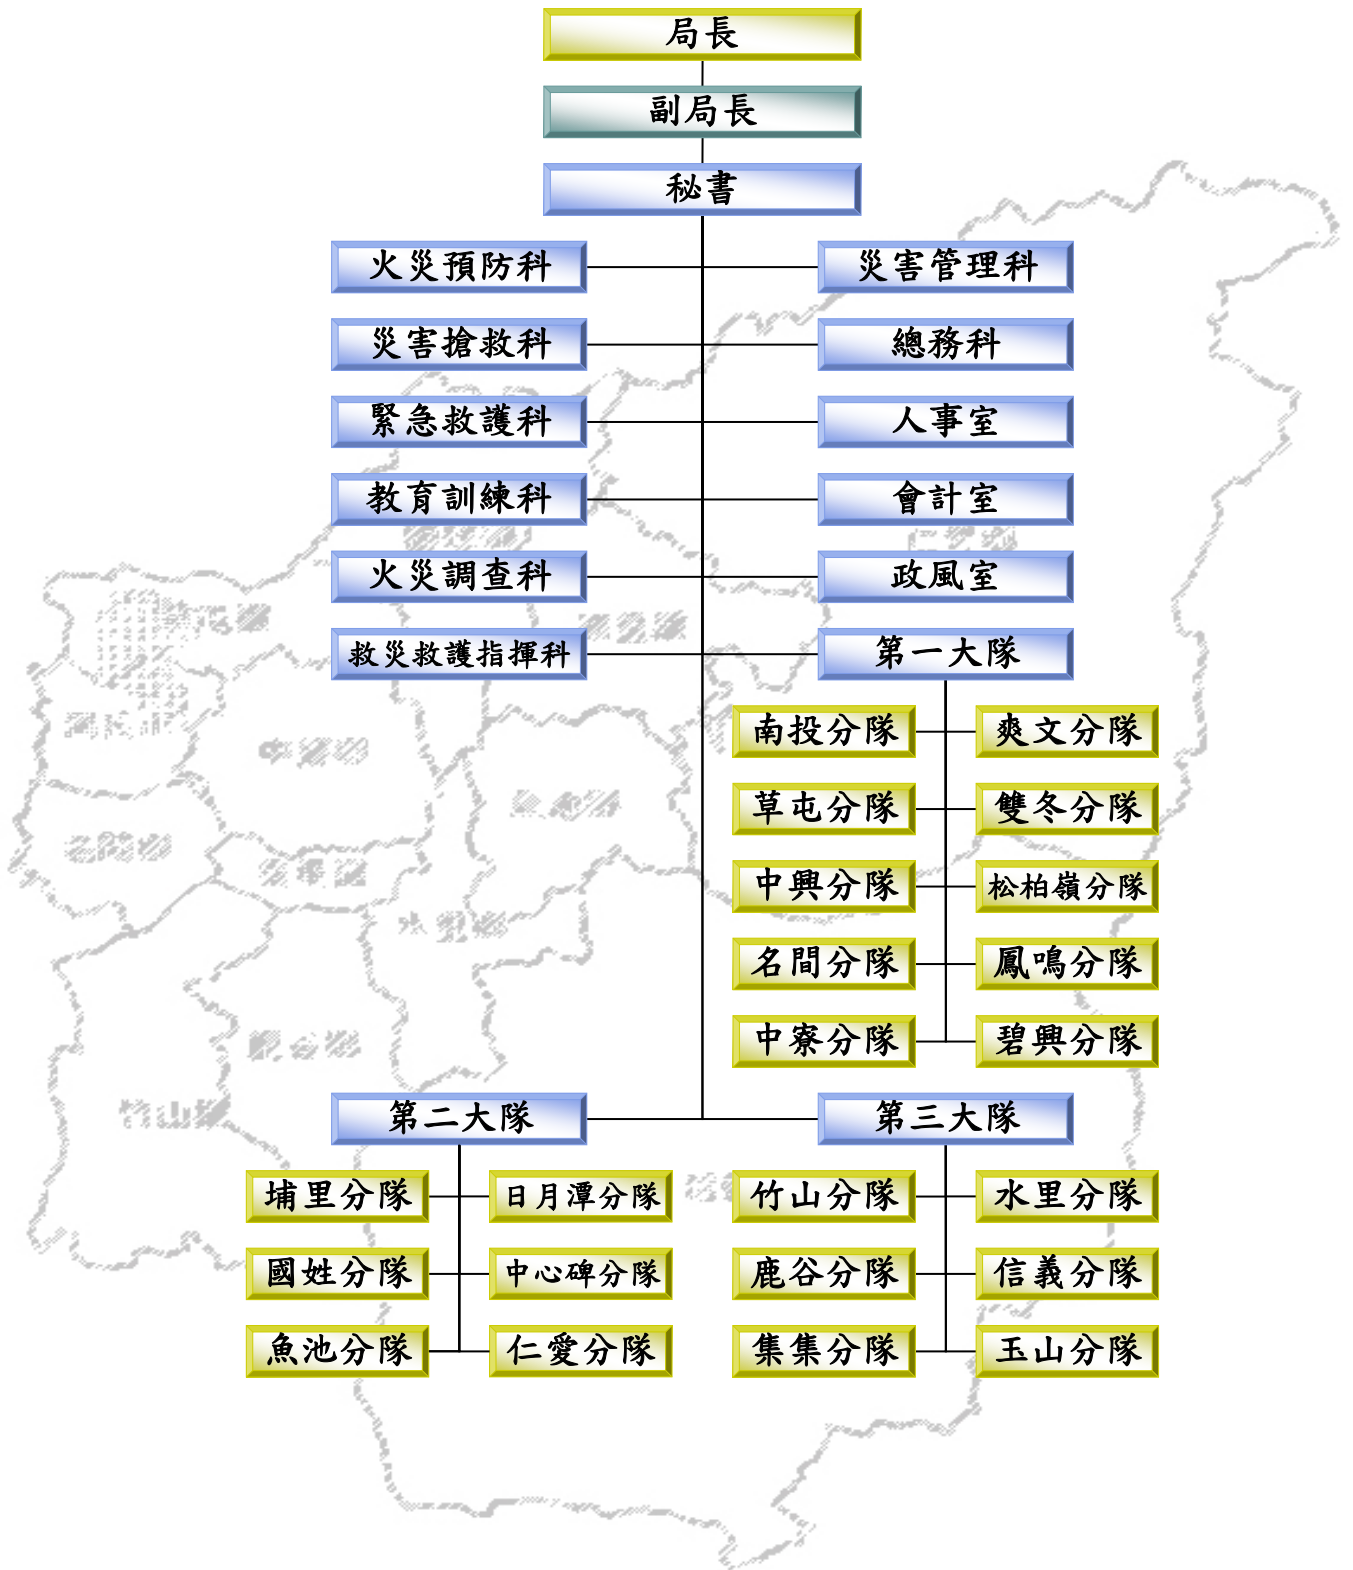 局長
副局長
秘書
火災預防科
災害管理科
災害搶救科
總務科
緊急救護科
人事室
教育訓練科
會計室
火災調查科
政風室
救災救護指揮科
第一大隊
南投分隊
爽文分隊
草屯分隊
雙冬分隊
中興分隊
松柏嶺分隊
名間分隊
鳳鳴分隊
中寮分隊
碧興分隊
第二大隊
第三大隊
埔里分隊
日月潭分隊
竹山分隊
水里分隊
國姓分隊
中心碑分隊
鹿谷分隊
信義分隊
魚池分隊
仁愛分隊
集集分隊
玉山分隊